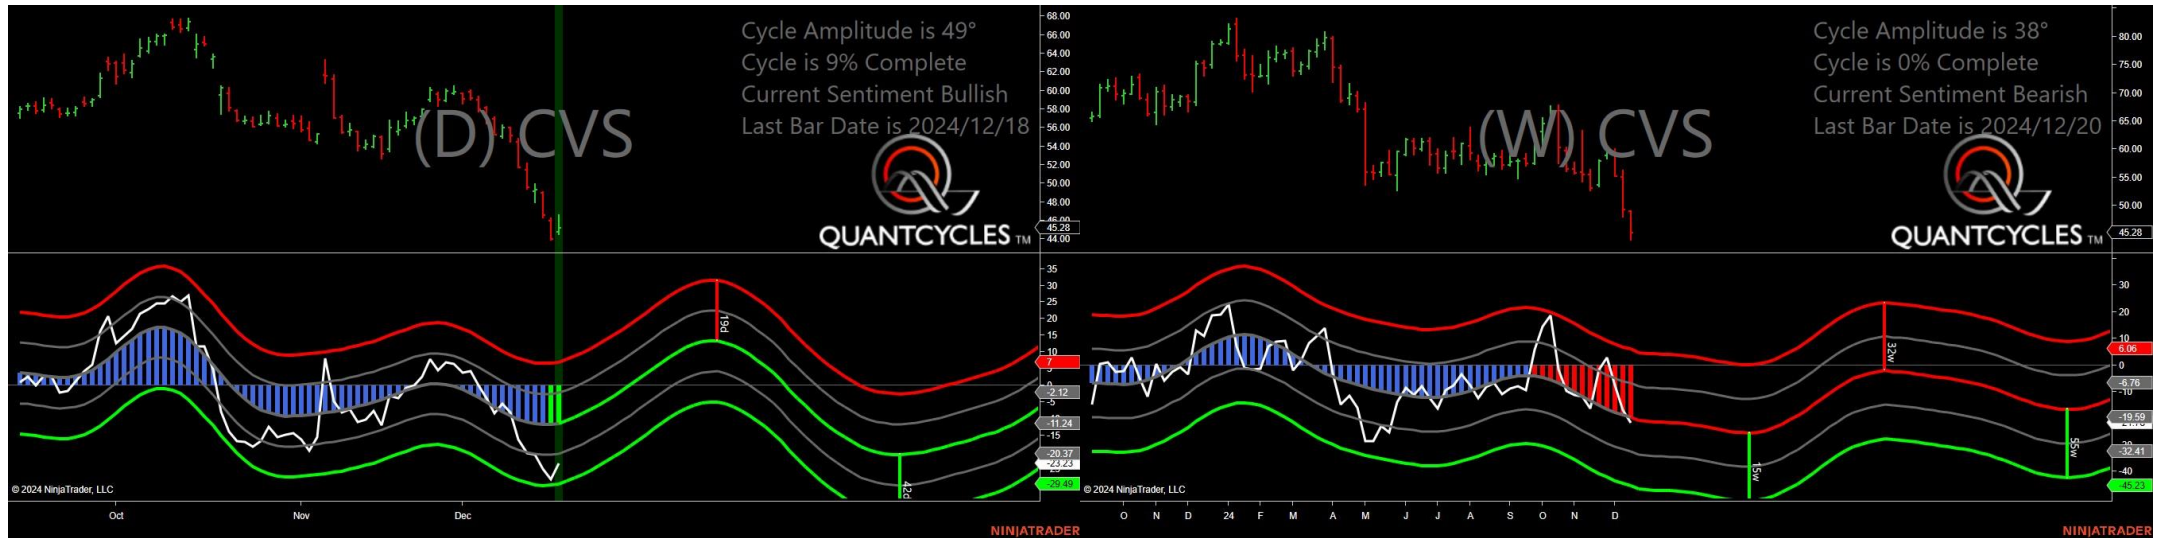 Cycle Amplitude is 49°
Cycle is 9% Complete
Current Sentiment Bullish
Last Bar Date is 2024/12/18
(D) CVS
QUANTCYCLES TM
68.00
66.00
64.00
62.00
60.00
58.00
56.00
54.00
52.00
50.00
48.00
46.00
45.28
44.00
35
30
25
20
15
10
7
5
0
-2.12
-5
-11.24
-15
-20.37
-23.23
-29.49
19d
42d
© 2024 NinjaTrader, LLC
Oct
Nov
Dec
NINJATRADER
Cycle Amplitude is 38°
Cycle is 0% Complete
Current Sentiment Bearish
Last Bar Date is 2024/12/20
(W) CVS
QUANTCYCLES TM
80.00
75.00
70.00
65.00
60.00
55.00
50.00
45.28
30
20
10
6.06
0
-6.76
-10
-19.59
-32.41
-40
-45.23
32w
15w
55w
© 2024 NinjaTrader, LLC
O N D 24 F M A M J J A S O N D
NINJATRADER